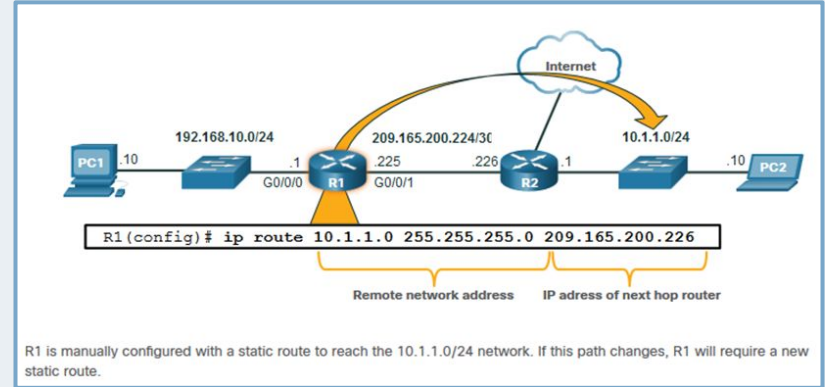 Internet
192.168.10.0/24
209.165.200.224/30
10.1.1.0/24
PC1
.10
.1
G0/0/0
R1
.225
G0/0/1
.226
R2
.1
.10
PC2
R1(config)# ip route 10.1.1.0 255.255.255.0 209.165.200.226
Remote network address
IP adress of next hop router
R1 is manually configured with a static route to reach the 10.1.1.0/24 network. If this path changes, R1 will require a new
static route.